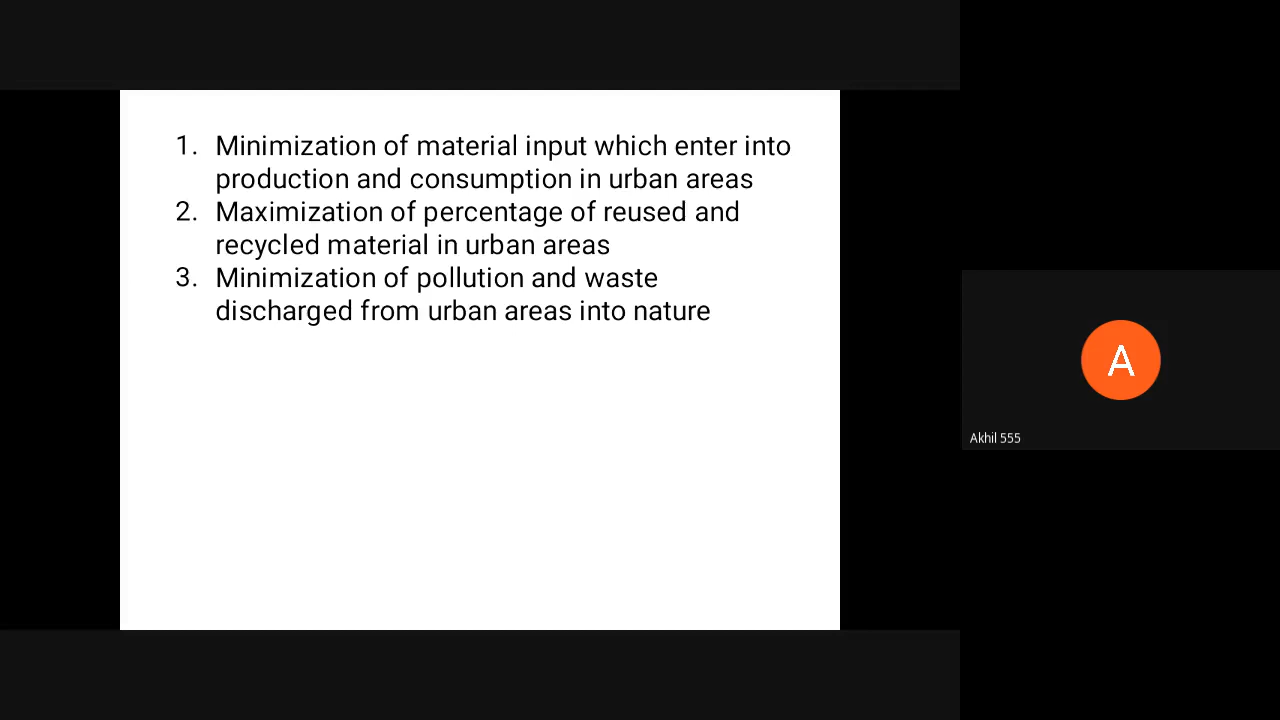 1. Minimization of material input which enter into
production and consumption in urban areas
2. Maximization of percentage of reused and
recycled material in urban areas
3. Minimization of pollution and waste
discharged from urban areas into nature
A
Akhil 555